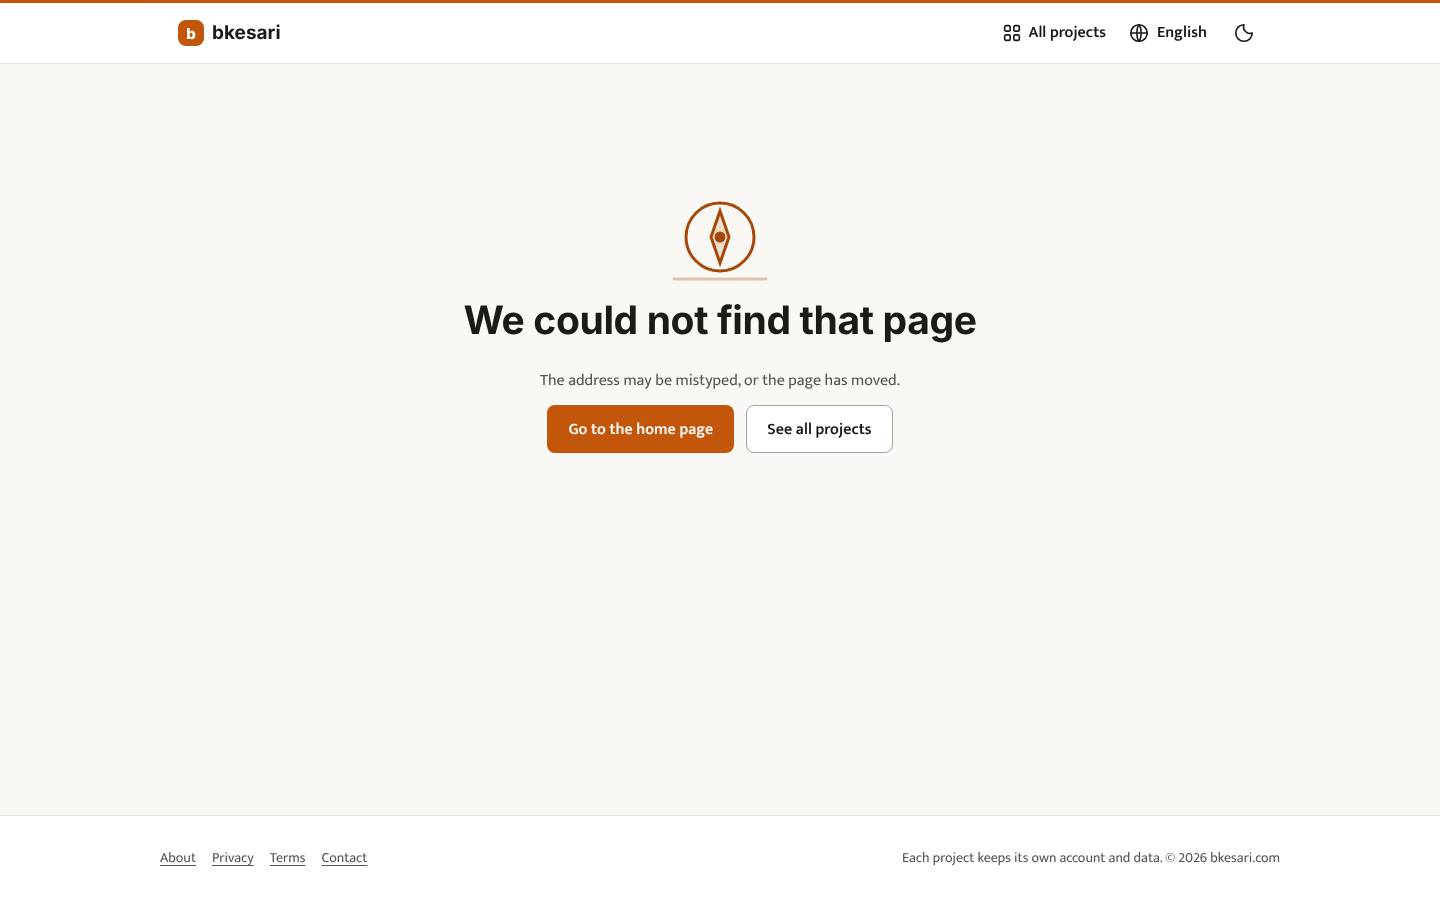 b bkesari
All projects
English
We could not find that page
The address may be mistyped, or the page has moved.
Go to the home page
See all projects
About Privacy Terms Contact
Each project keeps its own account and data. © 2026 bkesari.com